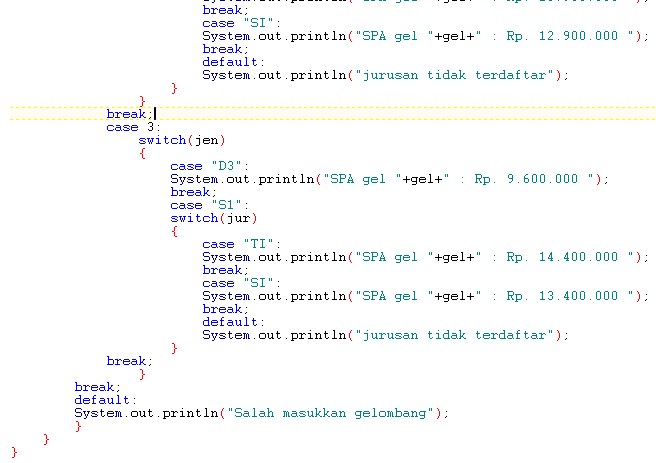 break;
case "SI":
System.out.println("SPA gel "+gel+" : Rp. 12.900.000 ");
break;
default:
System.out.println("jurusan tidak terdaftar");
}
}
break;
case 3:
switch(jen)
{
case "D3":
System.out.println("SPA gel "+gel+" : Rp. 9.600.000 ");
break;
case "S1":
switch(jur)
{
case "TI":
System.out.println("SPA gel "+gel+" : Rp. 14.400.000 ");
break;
case "SI":
System.out.println("SPA gel "+gel+" : Rp. 13.400.000 ");
break;
default:
System.out.println("jurusan tidak terdaftar");
}
break;
}
break;
default:
System.out.println("Salah masukkan gelombang");
}
}
}